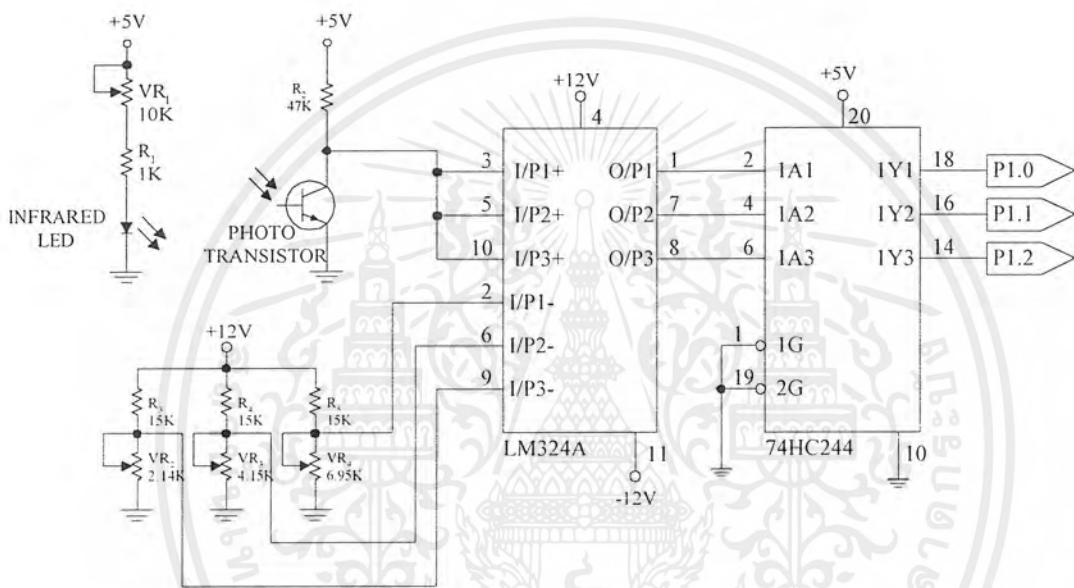 +5V
VR1
10K
R1
1K
INFRARED
LED
+5V
R2
47K
PHOTO
TRANSISTOR
+12V
4
3 I/P1+ O/P1 1
5 I/P2+ O/P2 7
10 I/P3+ O/P3 8
2 I/P1-
6 I/P2-
9 I/P3-
LM324A
11
-12V
+5V
20
2 1A1 1Y1 18 P1.0
4 1A2 1Y2 16 P1.1
6 1A3 1Y3 14 P1.2
1 1G
19 2G
74HC244
10
+12V
R3 R4 R5
15K 15K 15K
VR2 VR3 VR4
2.14K 4.15K 6.95K